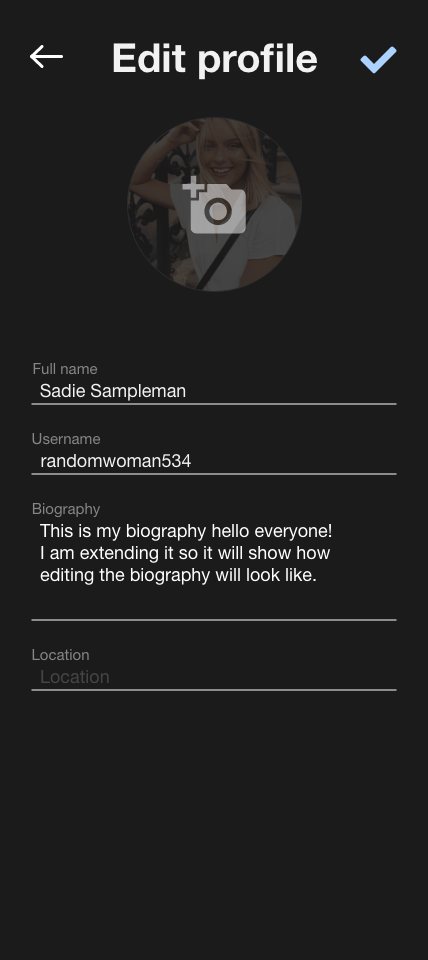 Edit profile
Full name
Sadie Sampleman
Username
randomwoman534
Biography
This is my biography hello everyone!
I am extending it so it will show how
editing the biography will look like.
Location
Location